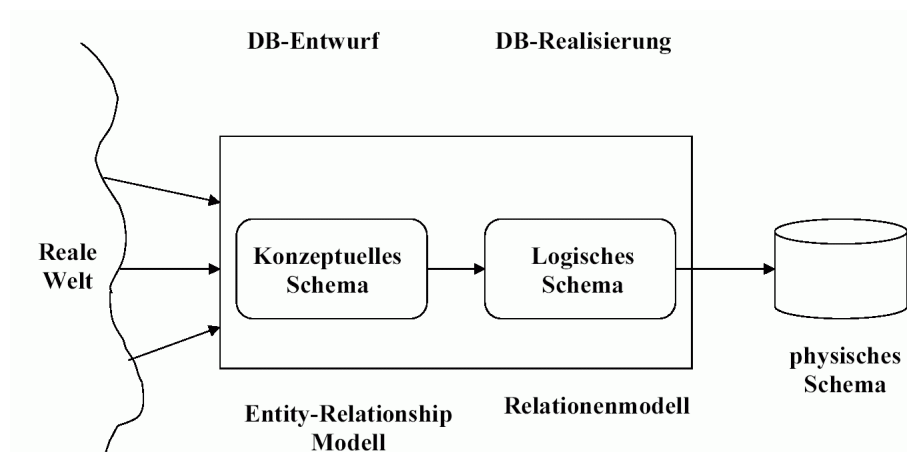 DB-Entwurf
DB-Realisierung
Reale
Welt
Konzeptuelles
Schema
Logisches
Schema
physisches
Schema
Entity-Relationship
Modell
Relationenmodell